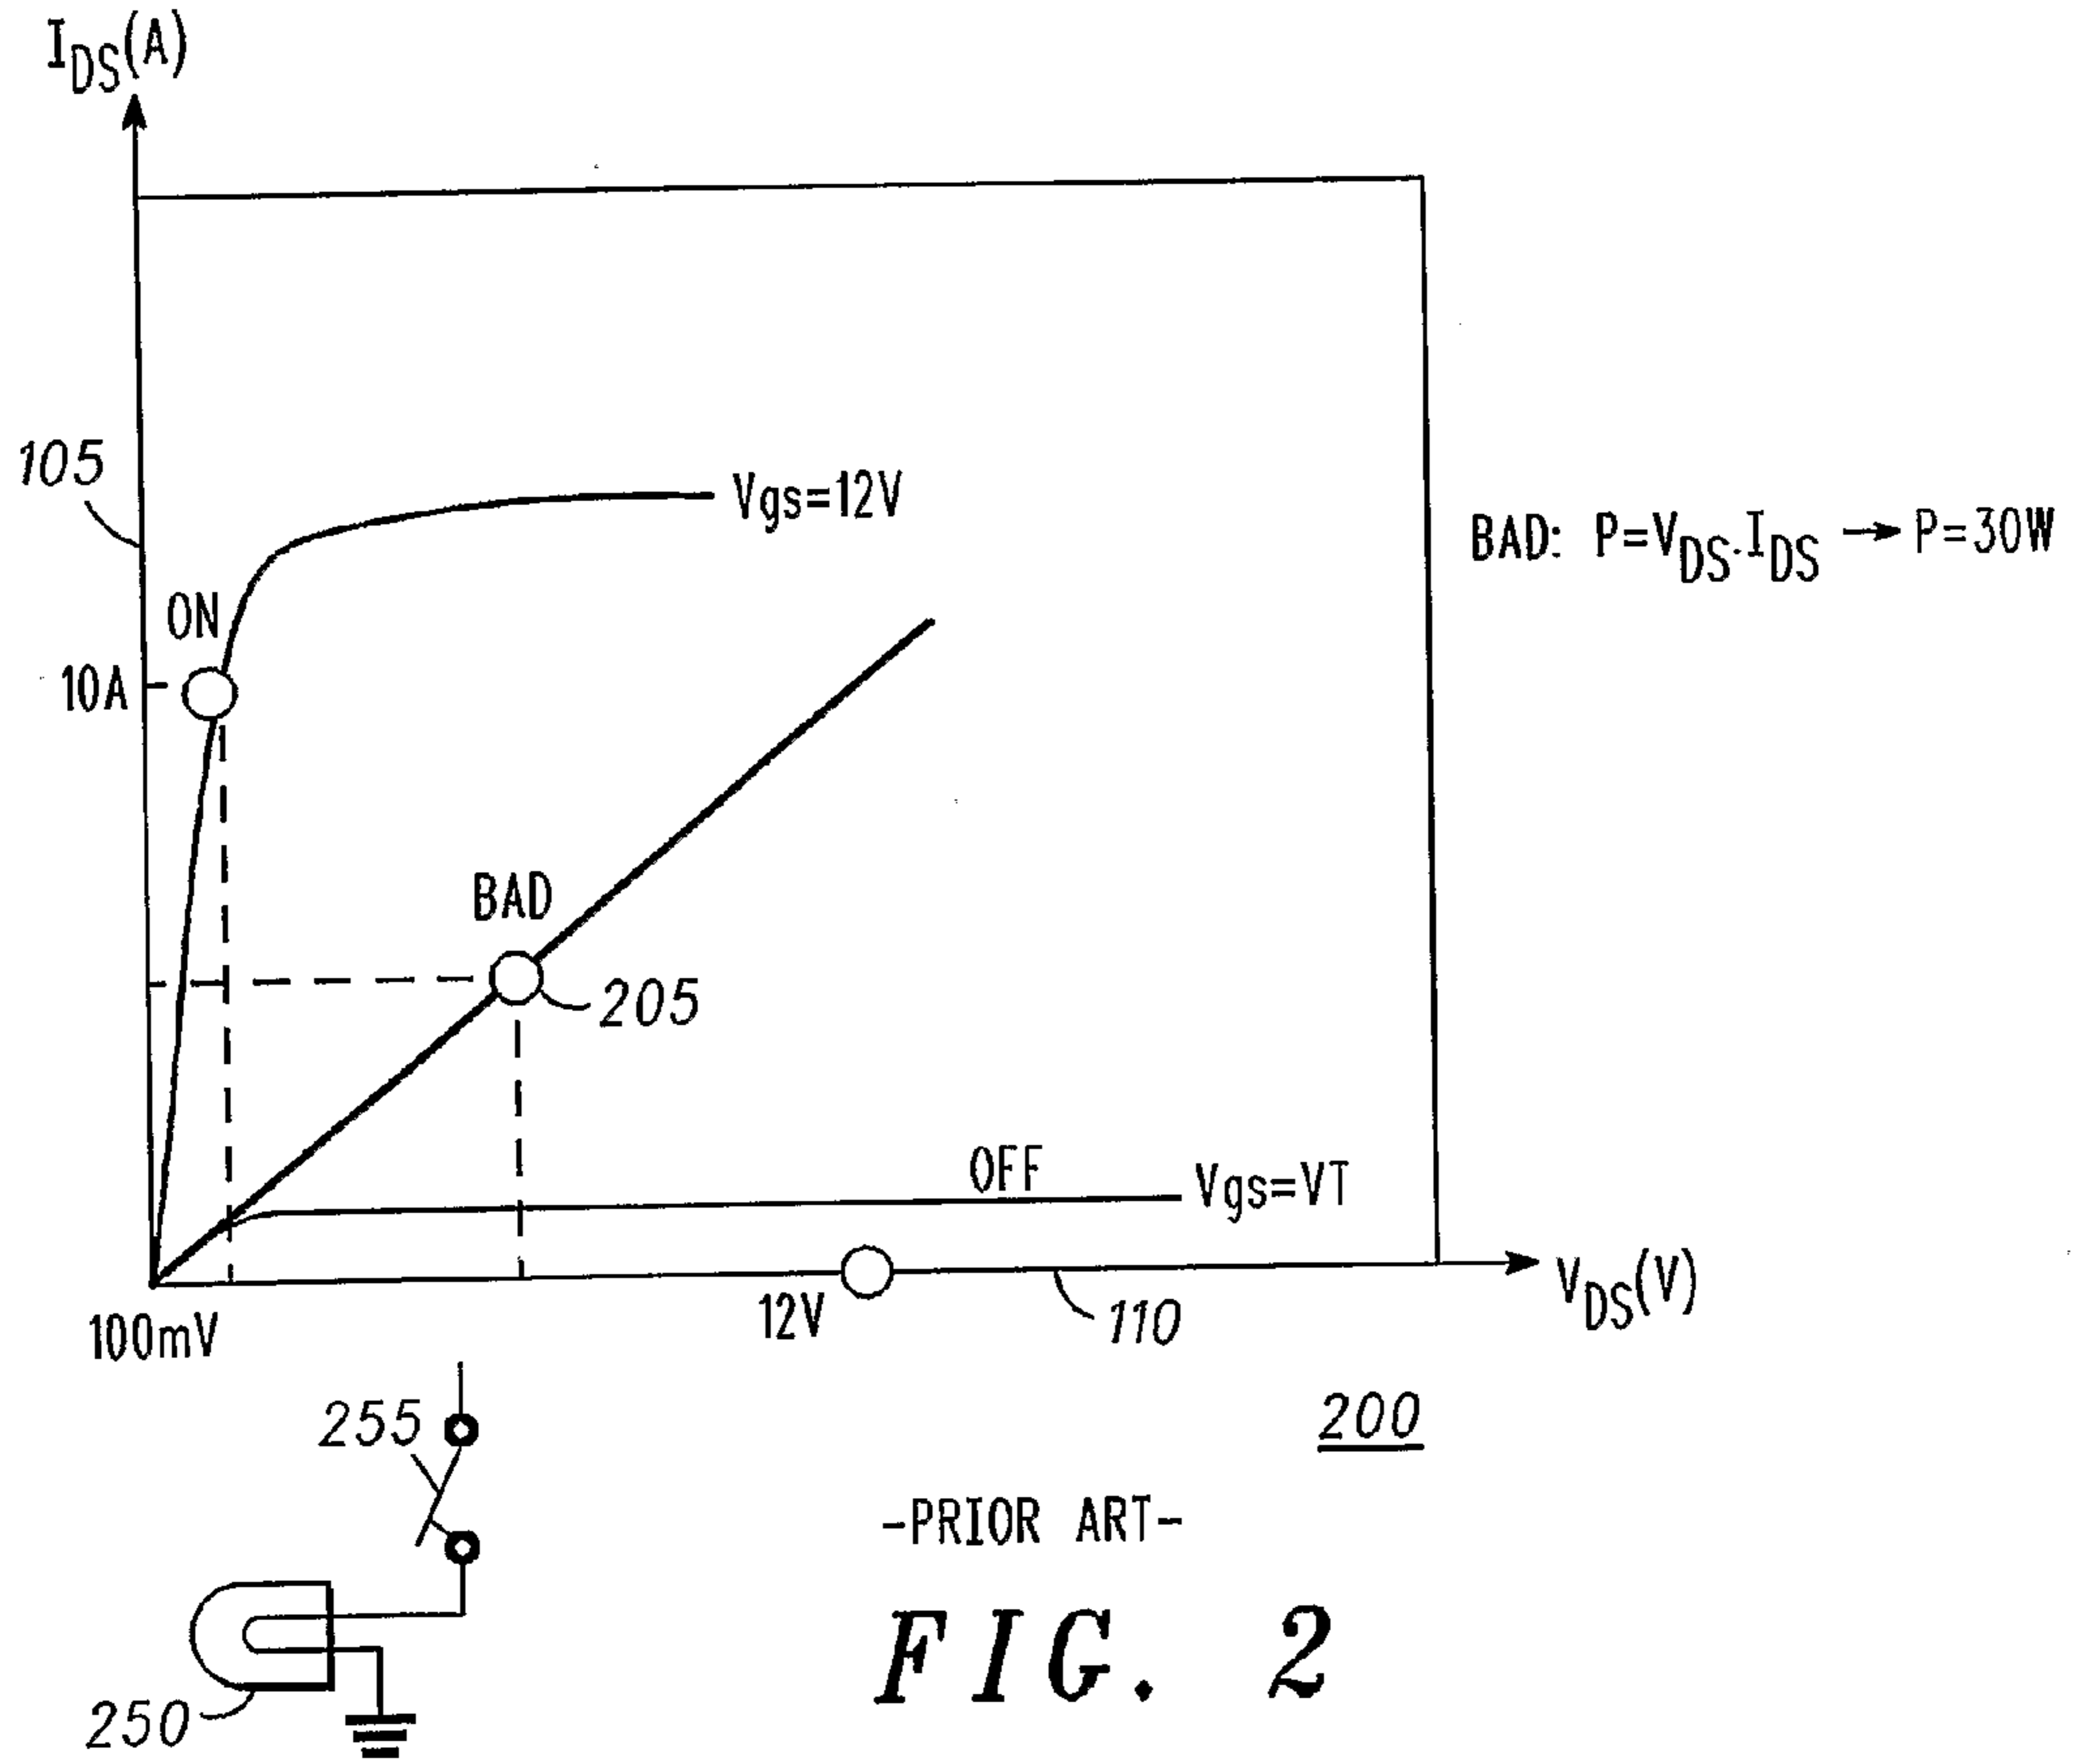 IDS(A)
105
Vgs=12V
BAD: P=VDS.IDS → P=30W
ON
10A
BAD
205
OFF
Vgs=VT
VDS(V)
100mV
12V
110
255
200
-PRIOR ART-
FIG. 2
250